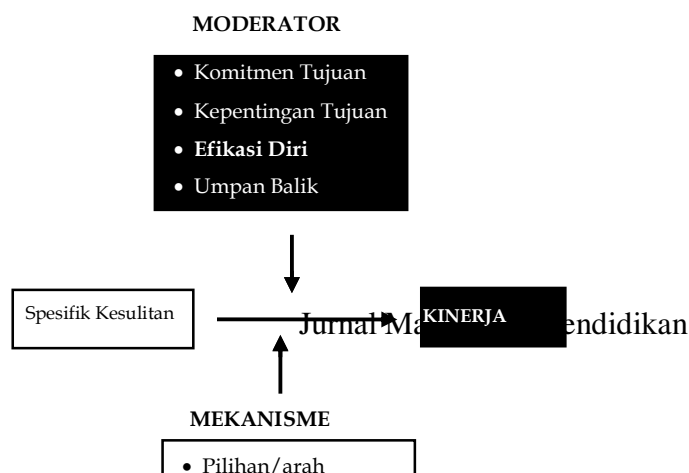 MODERATOR
• Komitmen Tujuan
• Kepentingan Tujuan
• Efikasi Diri
• Umpan Balik
Spesifik Kesulitan
Jurnal Ma
KINERJA
endidikan
MEKANISME
• Pilihan/arah